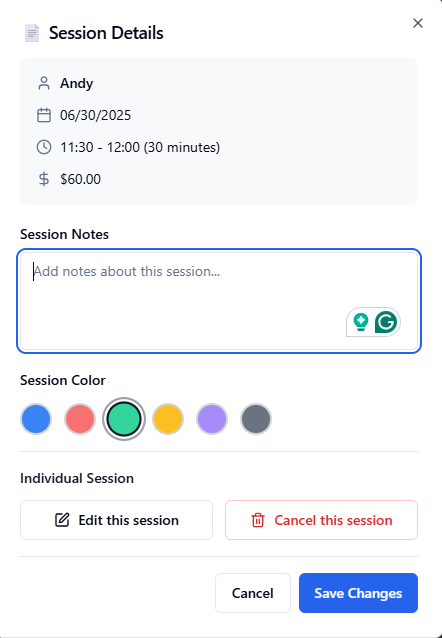 Session Details
Andy
06/30/2025
11:30 - 12:00 (30 minutes)
$60.00
Session Notes
Add notes about this session...
Session Color
Individual Session
Edit this session
Cancel this session
Cancel
Save Changes